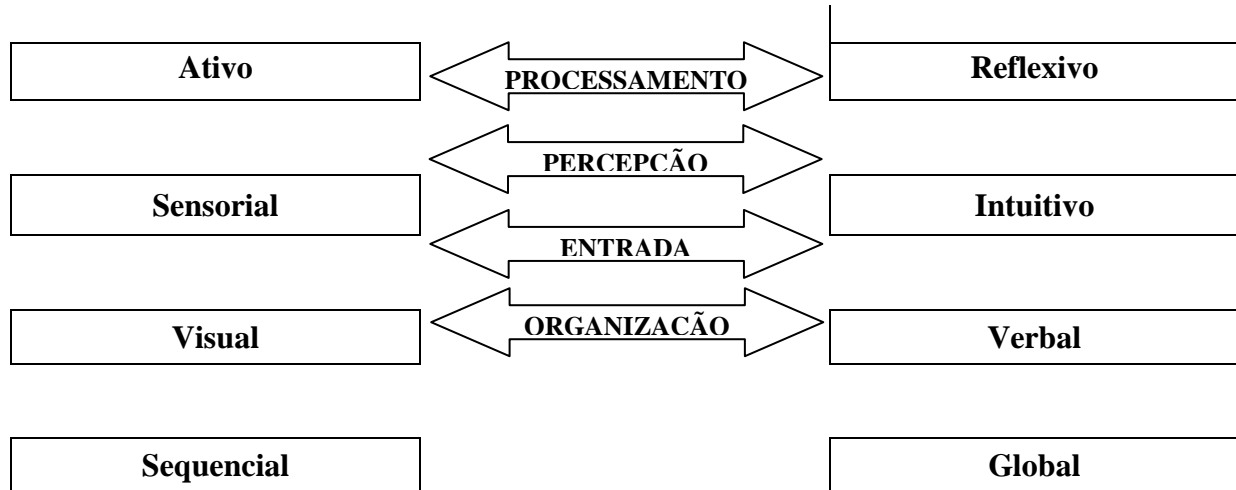 Ativo
PROCESSAMENTO
Reflexivo
PERCEPÇÃO
Sensorial
Intuitivo
ENTRADA
Visual
ORGANIZAÇÃO
Verbal
Sequencial
Global